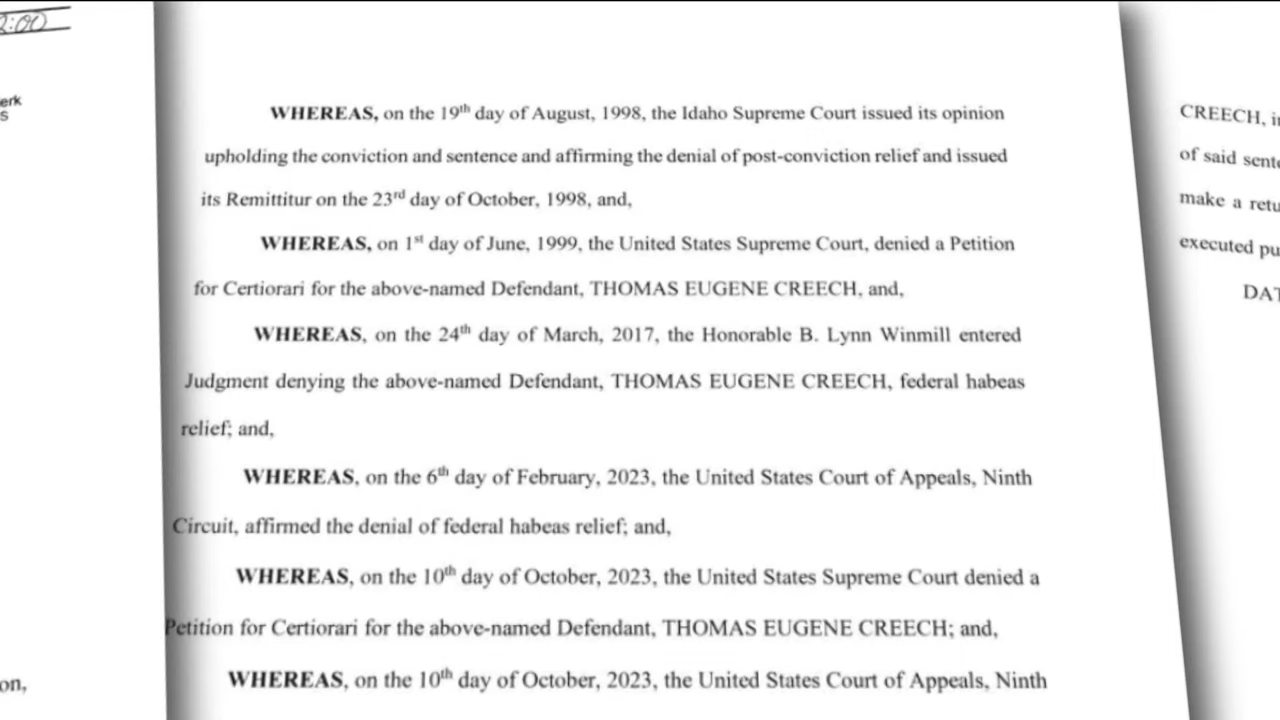 2:00
erk
S
on,
WHEREAS, on the 19th day of August, 1998, the Idaho Supreme Court issued its opinion
upholding the conviction and sentence and affirming the denial of post-conviction relief and issued
its Remittitur on the 23rd day of October, 1998, and,
WHEREAS, on 1st day of June, 1999, the United States Supreme Court, denied a Petition
for Certiorari for the above-named Defendant, THOMAS EUGENE CREECH, and,
WHEREAS, on the 24th day of March, 2017, the Honorable B. Lynn Winmill entered
Judgment denying the above-named Defendant, THOMAS EUGENE CREECH, federal habeas
relief; and,
WHEREAS, on the 6th day of February, 2023, the United States Court of Appeals, Ninth
Circuit, affirmed the denial of federal habeas relief; and,
WHEREAS, on the 10th day of October, 2023, the United States Supreme Court denied a
Petition for Certiorari for the above-named Defendant, THOMAS EUGENE CREECH; and,
WHEREAS, on the 10th day of October, 2023, the United States Court of Appeals, Ninth
CREECH, i
of said sent
make a retu
executed pu
DAT